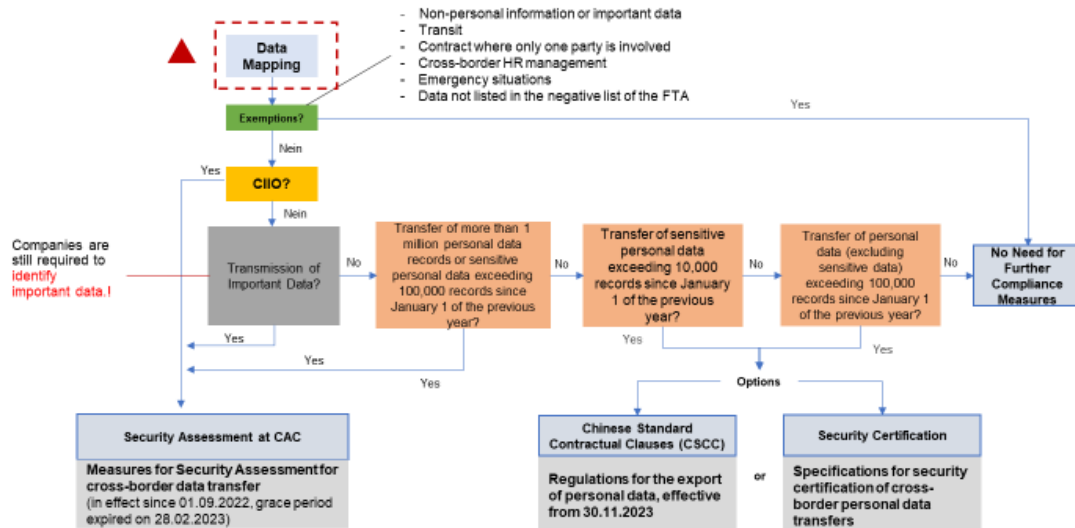 - Non-personal information or important data
- Transit
- Contract where only one party is involved
- Cross-border HR management
- Emergency situations
- Data not listed in the negative list of the FTA
Data
Mapping
Exemptions?
Yes
Nein
Yes
CIIO?
Nein
Companies are
still required to
identify
important data.!
Transmission of
Important Data?
No
Transfer of more than 1
million personal data
records or sensitive
personal data exceeding
100,000 records since
January 1 of the previous
year?
No
Transfer of sensitive
personal data
exceeding 10,000
records since January
1 of the previous
year?
No
Transfer of personal
data (excluding
sensitive data)
exceeding 100,000
records since January 1
of the previous year?
No
No Need for
Further
Compliance
Measures
Yes
Yes
Yes
Yes
Yes
Options
Security Assessment at CAC
Measures for Security Assessment for
cross-border data transfer
(in effect since 01.09.2022, grace period
expired on 28.02.2023)
Chinese Standard
Contractual Clauses (CSCC)
Regulations for the export
of personal data, effective
from 30.11.2023
or
Security Certification
Specifications for security
certification of cross-
border personal data
transfers